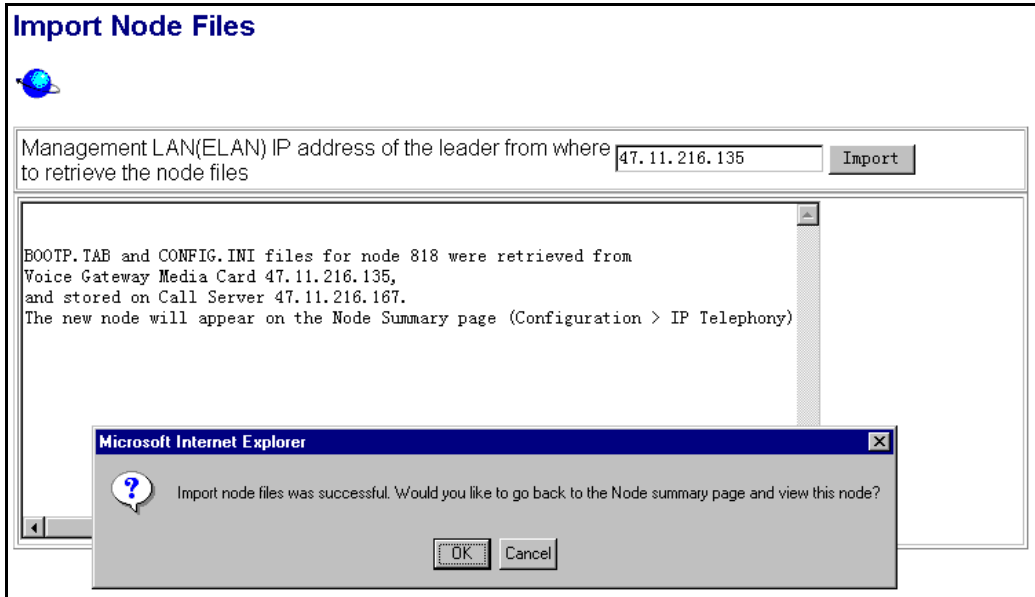 Import Node Files
Management LAN(ELAN) IP address of the leader from where
to retrieve the node files
47.11.216.135
Import
BOOTP.TAB and CONFIG.INI files for node 818 were retrieved from
Voice Gateway Media Card 47.11.216.135,
and stored on Call Server 47.11.216.167.
The new node will appear on the Node Summary page (Configuration > IP Telephony)
Microsoft Internet Explorer
?
Import node files was successful. Would you like to go back to the Node summary page and view this node?
OK
Cancel